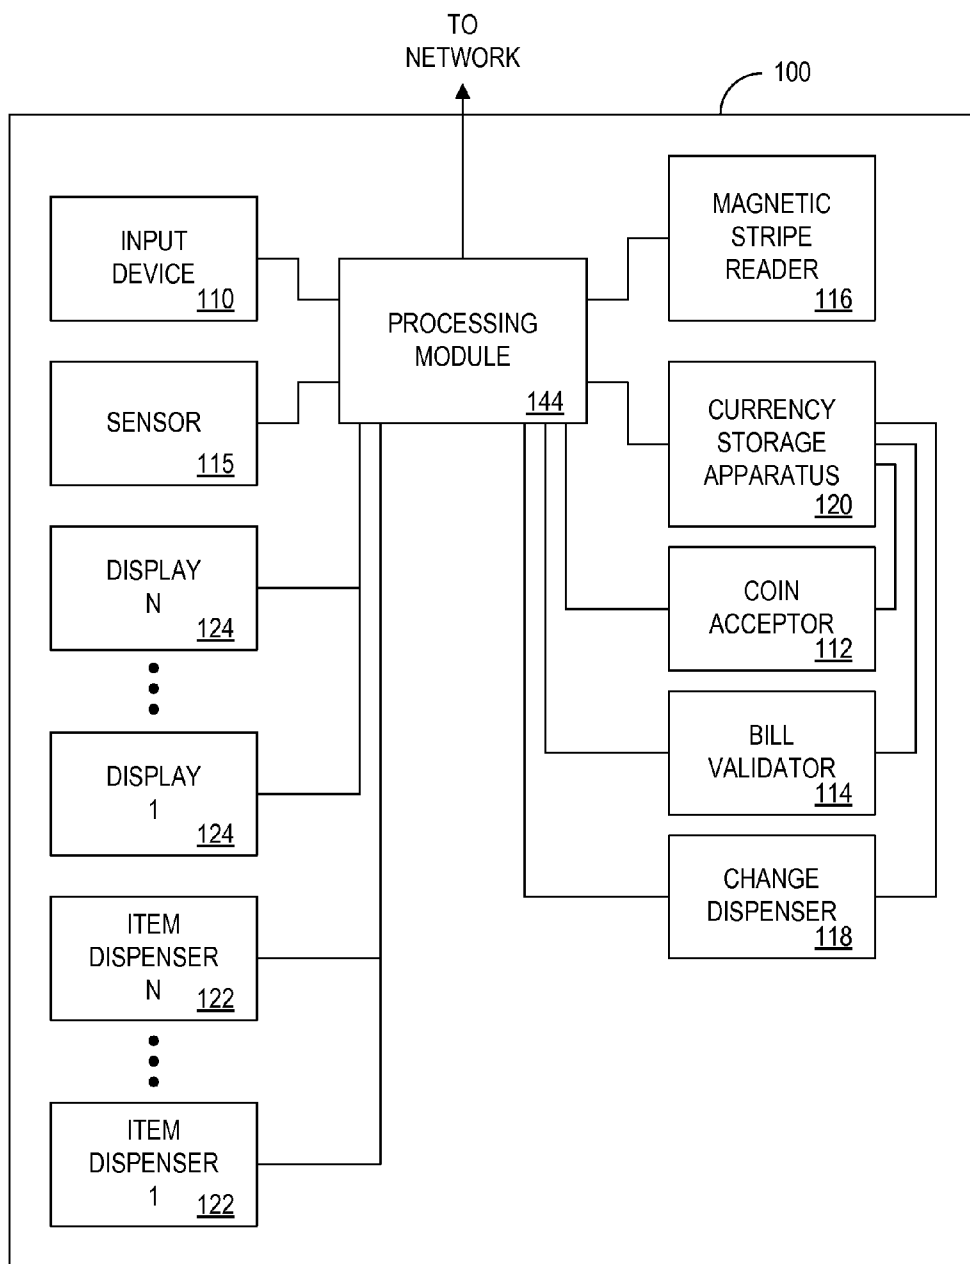 TO
NETWORK
100
INPUT
DEVICE
110
SENSOR
115
DISPLAY
N
124
DISPLAY
1
124
ITEM
DISPENSER
N
122
ITEM
DISPENSER
1
122
PROCESSING
MODULE
144
MAGNETIC
STRIPE
READER
116
CURRENCY
STORAGE
APPARATUS
120
COIN
ACCEPTOR
112
BILL
VALIDATOR
114
CHANGE
DISPENSER
118